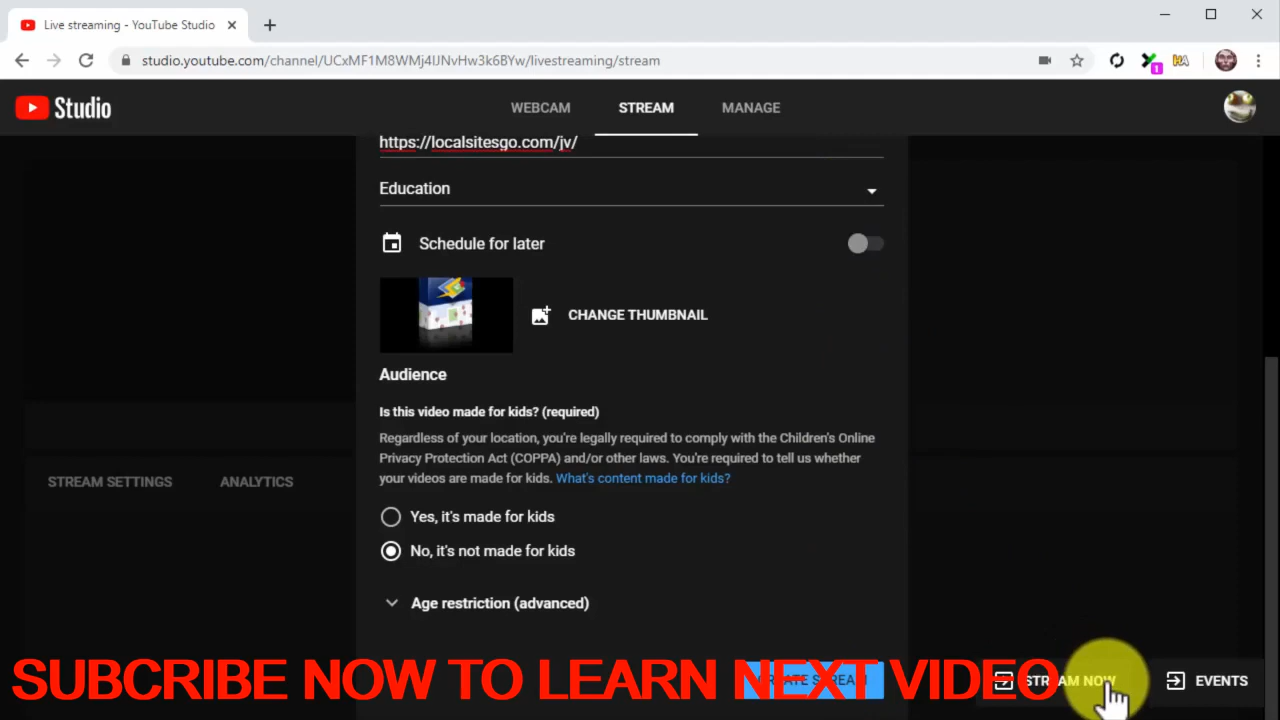 Live streaming - YouTube Studio
studio.youtube.com/channel/UCxMF1M8WMj4IJNvHw3k6BYw/livestreaming/stream
1
Studio
WEBCAM
STREAM
MANAGE
https://localsitesgo.com/jv/
Education
Schedule for later
CHANGE THUMBNAIL
Audience
Is this video made for kids? (required)
Regardless of your location, you're legally required to comply with the Children's Online
Privacy Protection Act (COPPA) and/or other laws. You're required to tell us whether
your videos are made for kids. What's content made for kids?
STREAM SETTINGS
ANALYTICS
Yes, it's made for kids
No, it's not made for kids
Age restriction (advanced)
SUBCRIBE NOW TO LEARN NEXT VIDEO
CREATE STREAM
STREAM NOW
EVENTS